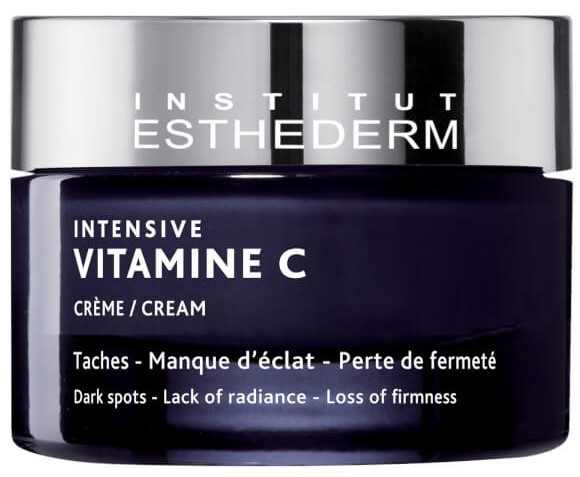 INSTITUT
ESTHEDERM
INTENSIVE
VITAMINE C
CRÈME / CREAM
Taches - Manque d'éclat - Perte de fermeté
Dark spots - Lack of radiance - Loss of firmness